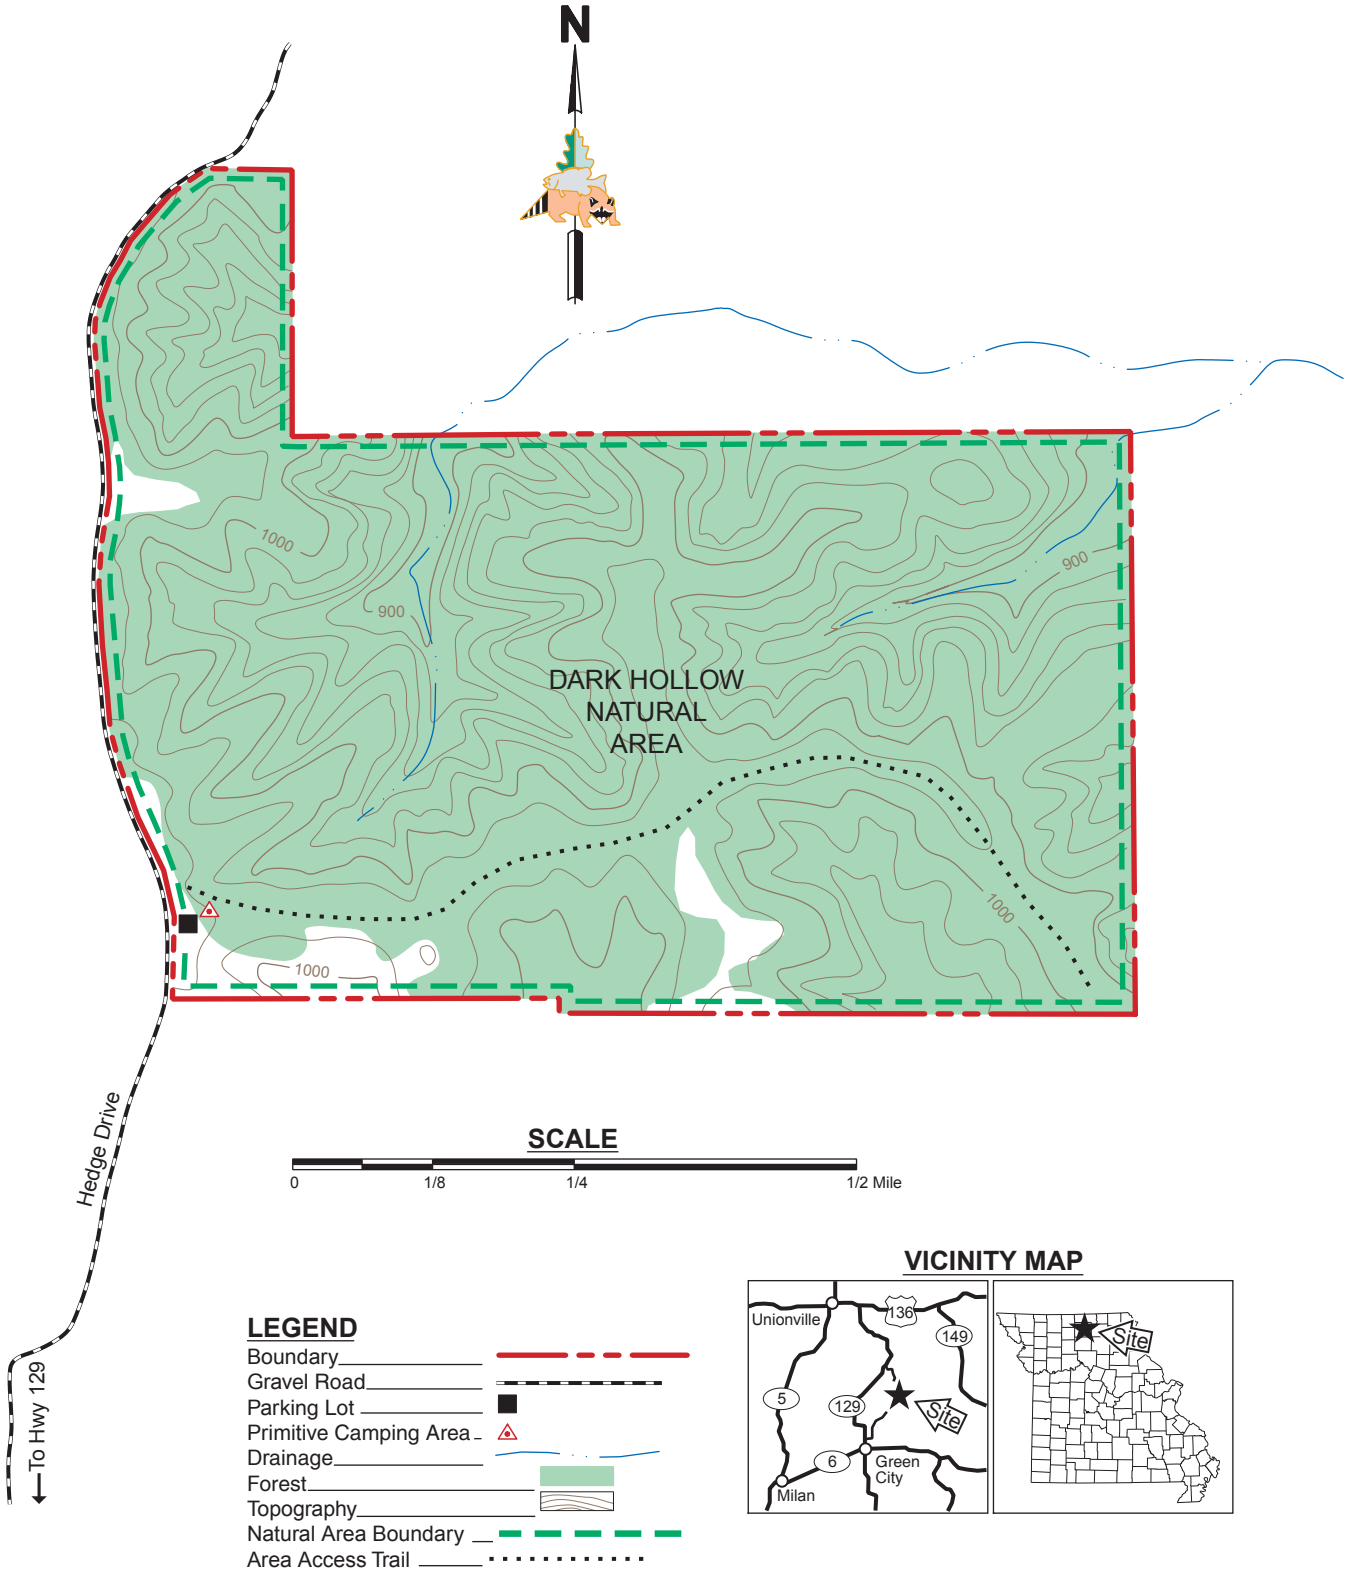 N
1000
900
900
DARK HOLLOW
NATURAL
AREA
1000
1000
Hedge Drive
To Hwy 129
SCALE
0 1/8 1/4 1/2 Mile
VICINITY MAP
Unionville
136
149
5
129
Site
6
Green
City
Milan
Site
LEGEND
Boundary
Gravel Road
Parking Lot
Primitive Camping Area
Drainage
Forest
Topography
Natural Area Boundary
Area Access Trail